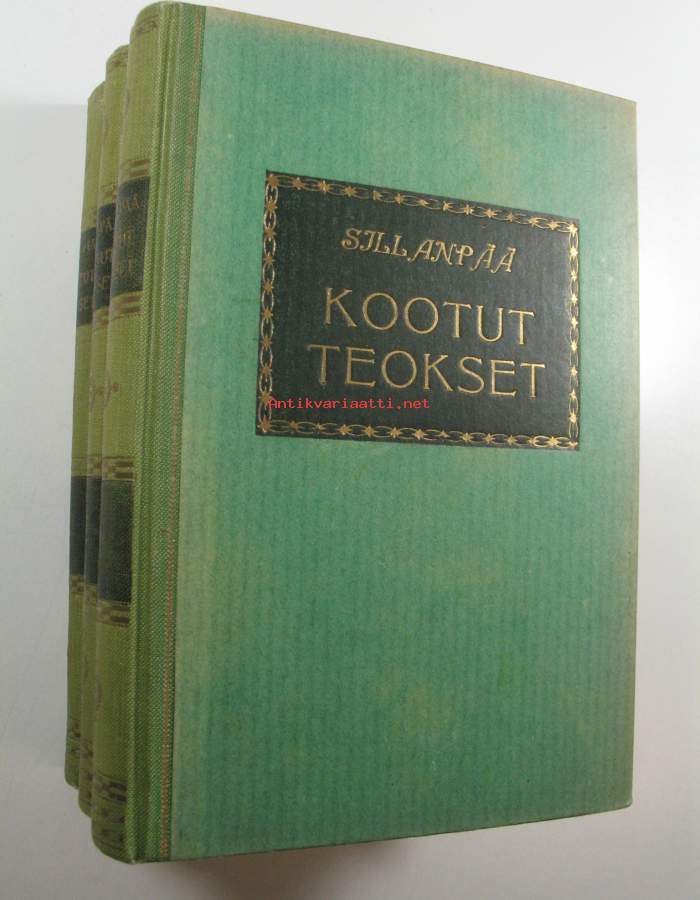 SILLANPÄÄ
KOOTUT
TEOKSET
Antikvariaatti.net